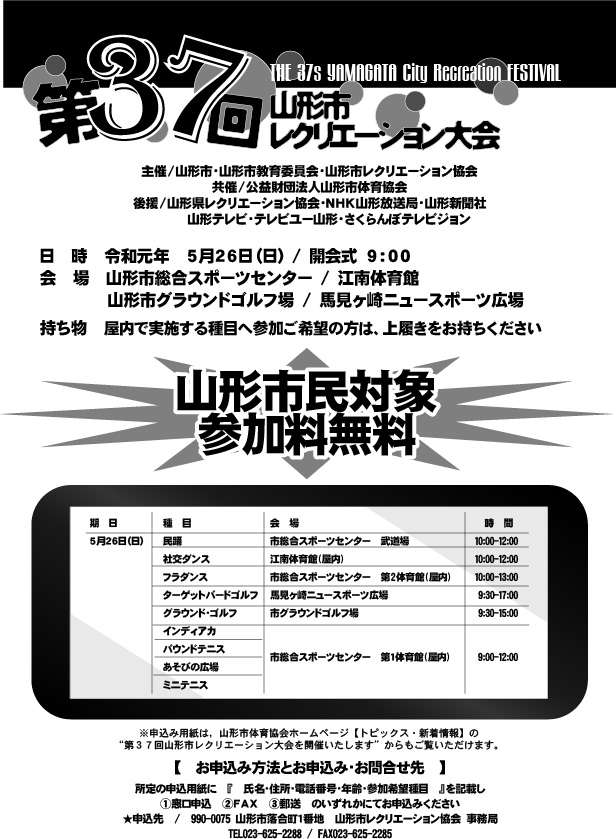 THE 37s YAMAGATA City Recreation FESTIVAL
第37回
山形市
レクリエーション大会
主催/山形市・山形市教育委員会・山形市レクリエーション協会
共催/公益財団法人山形市体育協会
後援/山形県レクリエーション協会・NHK山形放送局・山形新聞社
山形テレビ・テレビユー山形・さくらんぼテレビジョン
日 時 令和元年 5月26日(日) / 開会式 9:00
会 場 山形市総合スポーツセンター / 江南体育館
山形市グラウンドゴルフ場 / 馬見ヶ崎ニュースポーツ広場
持ち物 屋内で実施する種目へ参加ご希望の方は、上履きをお持ちください
山形市民対象
参加料無料
期 日 種 目 会 場 時 間
5月26日(日) 民踊 市総合スポーツセンター 武道場 10:00-12:00
社交ダンス 江南体育館(屋内) 10:00-12:00
フラダンス 市総合スポーツセンター 第2体育館(屋内) 10:00-13:00
ターゲットバードゴルフ 馬見ヶ崎ニュースポーツ広場 9:30-17:00
グラウンド・ゴルフ 市グラウンドゴルフ場 9:30-15:00
インディアカ
バウンドテニス
市総合スポーツセンター 第1体育館(屋内) 9:00-12:00
あそびの広場
ミニテニス
※申込み用紙は，山形市体育協会ホームページ【トピックス・新着情報】の
“第３７回山形市レクリエーション大会を開催いたします”からもご覧いただけます。
【 お申込み方法とお申込み・お問合せ先 】
所定の申込用紙に 『 氏名・住所・電話番号・年齢・参加希望種目 』を記載し
①窓口申込 ②FAX ③郵送 のいずれかにてお申込みください
★申込先 / 990-0075 山形市落合町1番地 山形市レクリエーション協会 事務局
TEL023-625-2288 / FAX023-625-2285